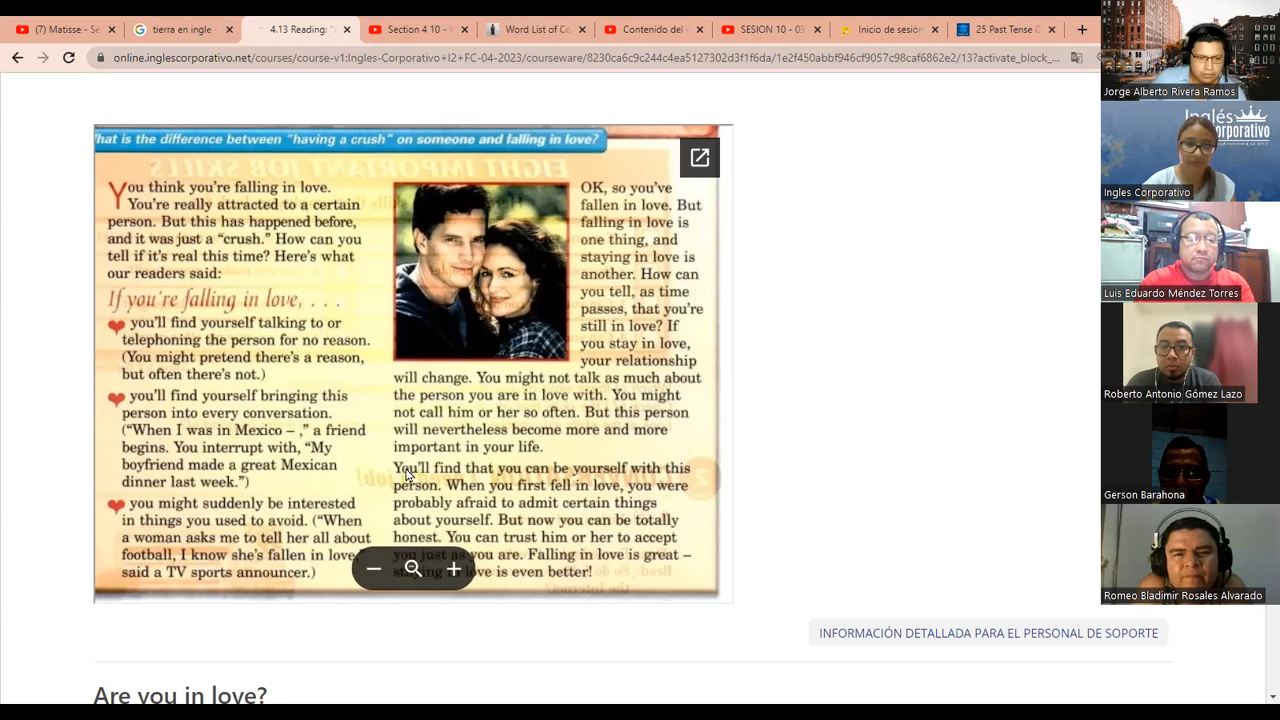 (7) Matisse - Se
tierra en ingle -
4.13 Reading: "
Section 4 10 -
Word List of Co
Contenido del
SESION 10 - 03
Inicio de sesión
25 Past Tense
online.inglescorporativo.net/courses/course-v1:Ingles-Corporativo+I2+FC-04-2023/courseware/8230ca6c9c244c4ea5127302d3f1f6da/1e2f450abbf946cf9057c98caf6862e2/13?activate_block_...
hat is the difference between "having a crush" on someone and falling in love?
EIGHT IMPORTANT JOB SKILLS
You think you're falling in love.
You're really attracted to a certain
person. But this has happened before,
and it was just a "crush." How can you
tell if it's real this time? Here's what
our readers said:
If you're falling in love, . . .
you'll find yourself talking to or
telephoning the person for no reason.
(You might pretend there's a reason,
but often there's not.)
you'll find yourself bringing this
person into every conversation.
("When I was in Mexico – ," a friend
begins. You interrupt with, "My
boyfriend made a great Mexican
dinner last week.")
you might suddenly be interested
in things you used to avoid. ("When
a woman asks me to tell her all about
football, I know she's fallen in love,"
said a TV sports announcer.)
OK, so you've
fallen in love. But
falling in love is
one thing, and
staying in love is
another. How can
you tell, as time
passes, that you're
still in love? If
you stay in love,
your relationship
will change. You might not talk as much about
the person you are in love with. You might
not call him or her so often. But this person
will nevertheless become more and more
important in your life.
You'll find that you can be yourself with this
person. When you first fell in love, you were
probably afraid to admit certain things
about yourself. But now you can be totally
honest. You can trust him or her to accept
you just as you are. Falling in love is great –
staying in love is even better!
INFORMACIÓN DETALLADA PARA EL PERSONAL DE SOPORTE
Are you in love?
Jorge Alberto Rivera Ramos
Inglés
Corporativo
Ingles Corporativo
Luis Eduardo Méndez Torres
Roberto Antonio Gómez Lazo
Gerson Barahona
Romeo Bladimir Rosales Alvarado